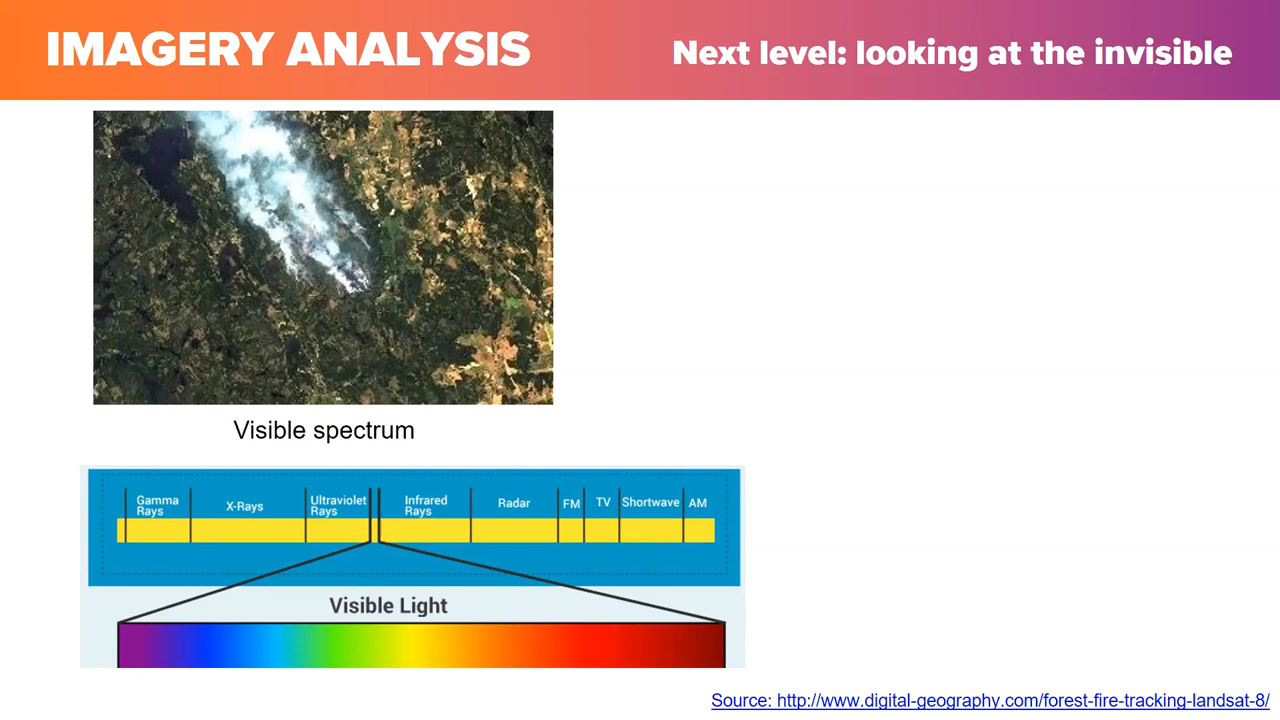 IMAGERY ANALYSIS
Next level: looking at the invisible
Visible spectrum
Gamma
Rays
X-Rays
Ultraviolet
Rays
Infrared
Rays
Radar
FM
TV
Shortwave
AM
Visible Light
Source: http://www.digital-geography.com/forest-fire-tracking-landsat-8/